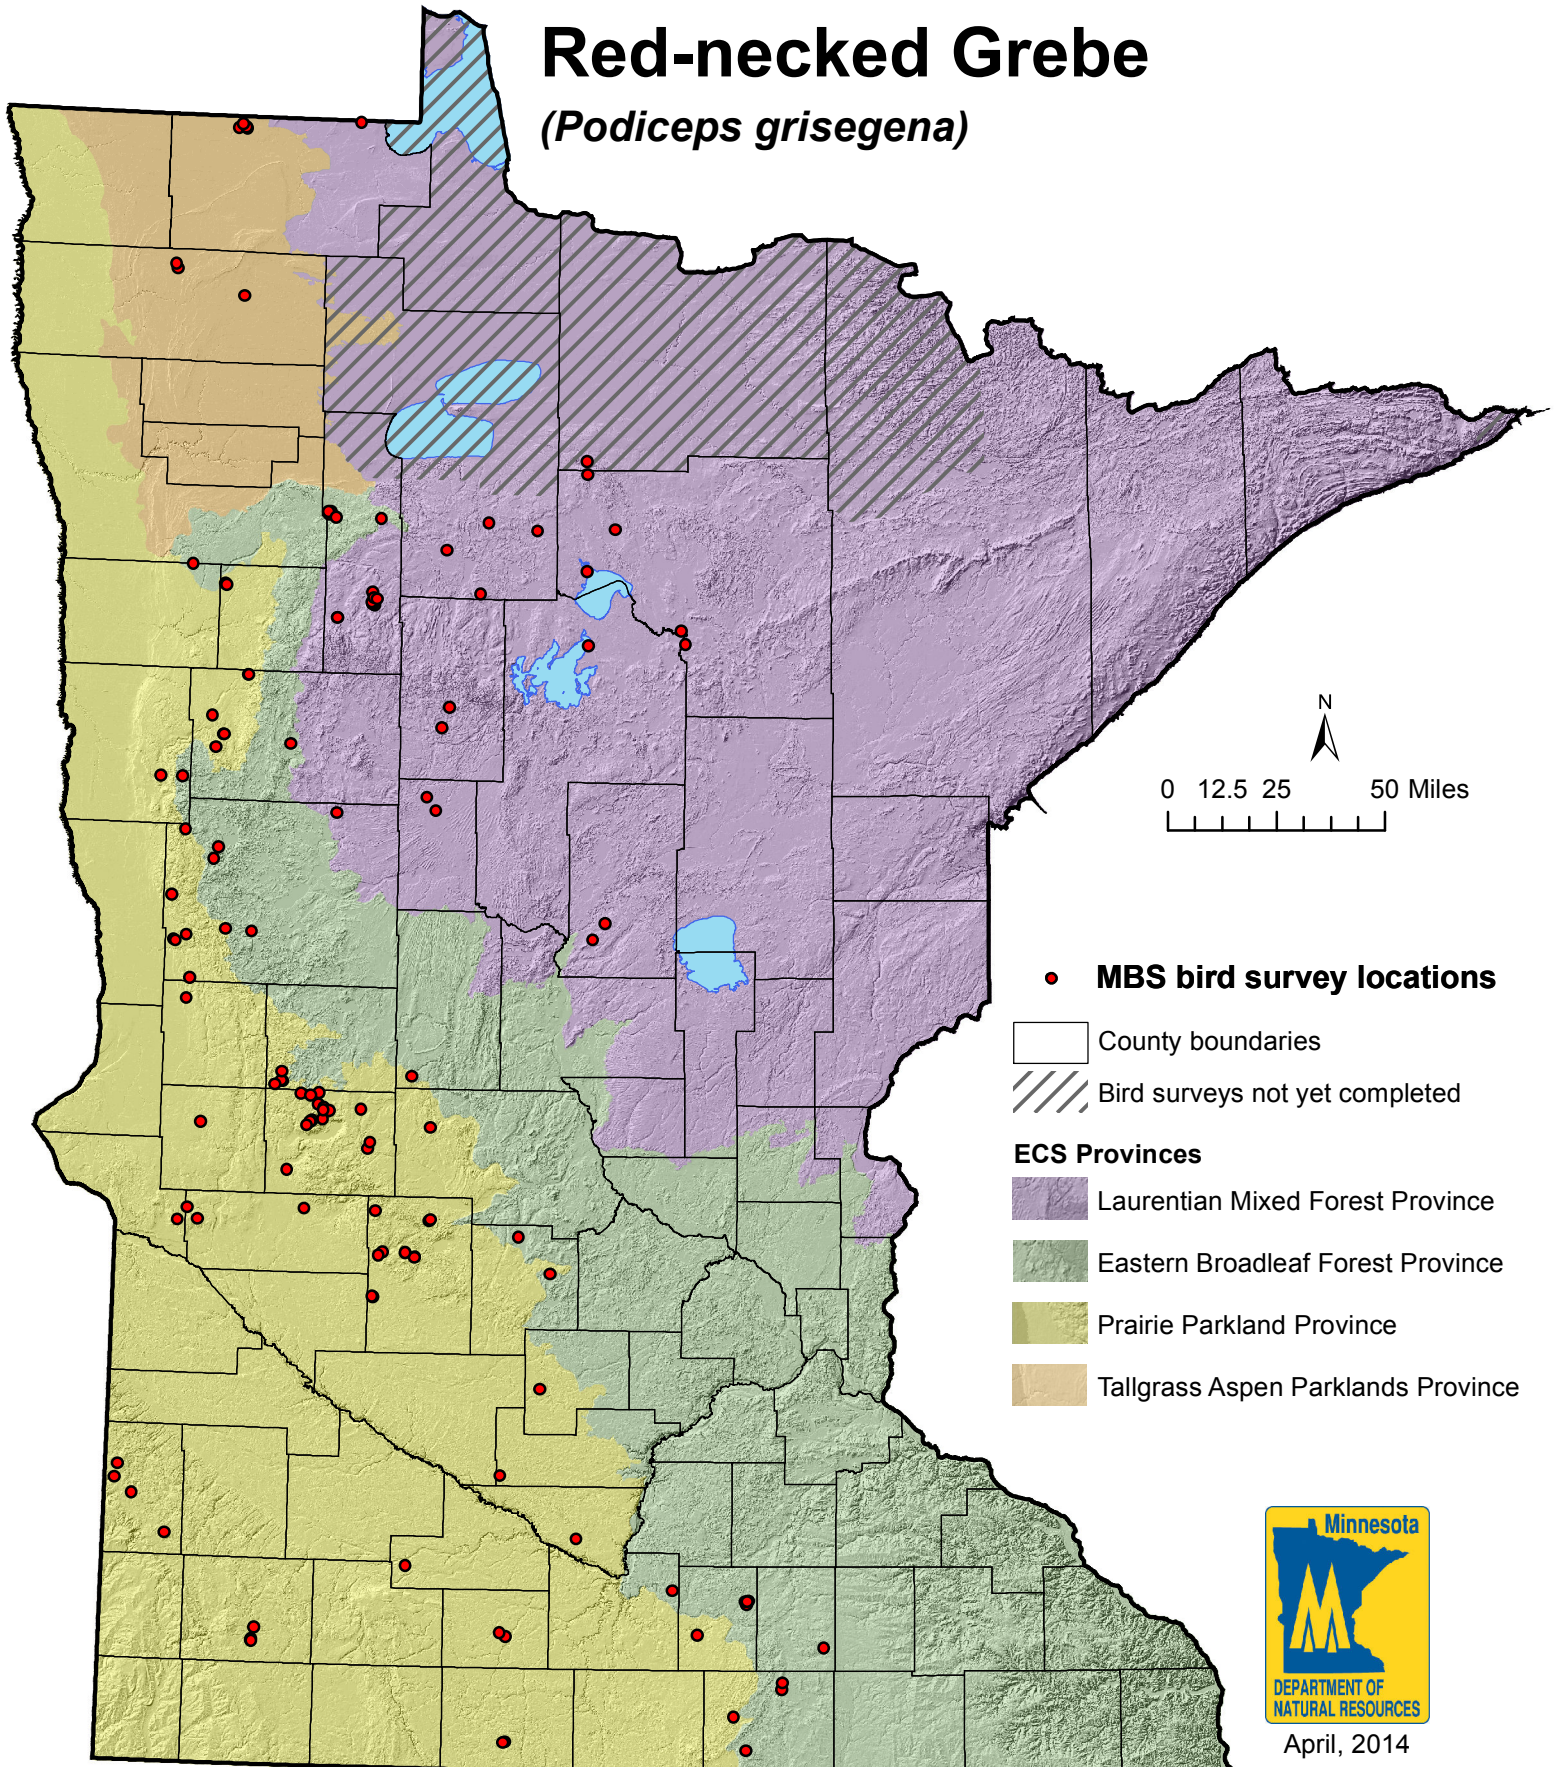 Red-necked Grebe
(Podiceps grisegena)
N
0 12.5 25 50 Miles
MBS bird survey locations
County boundaries
Bird surveys not yet completed
ECS Provinces
Laurentian Mixed Forest Province
Eastern Broadleaf Forest Province
Prairie Parkland Province
Tallgrass Aspen Parklands Province
Minnesota
DEPARTMENT OF
NATURAL RESOURCES
April, 2014